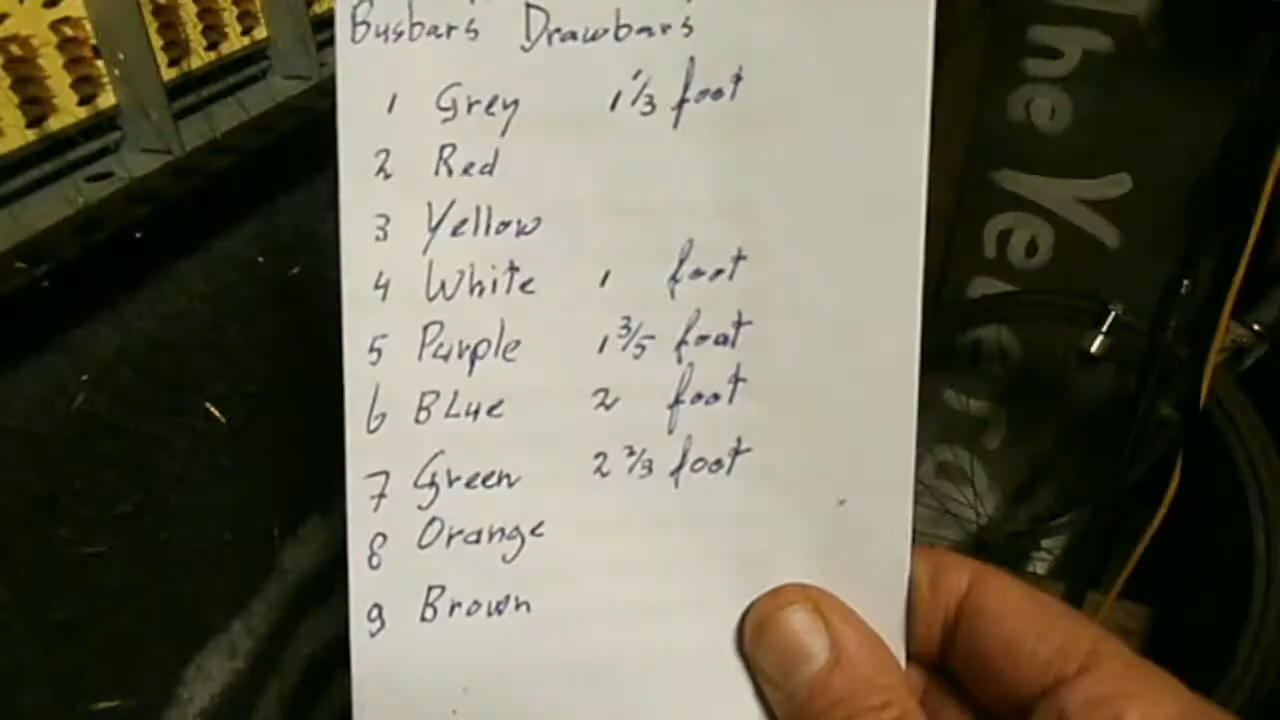 Busbars Drawbars
1 Grey 1 1/3 foot
2 Red
3 Yellow
4 White 1 foot
5 Purple 1 3/5 foot
6 BLue 2 foot
7 Green 2 2/3 foot
8 Orange
9 Brown
The